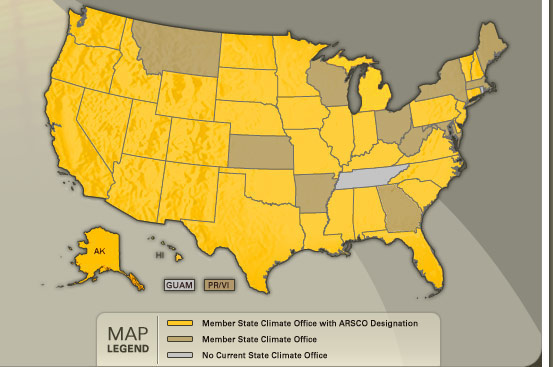 AK
HI
GUAM
PR/VI
MAP
LEGEND
Member State Climate Office with ARSCO Designation
Member State Climate Office
No Current State Climate Office